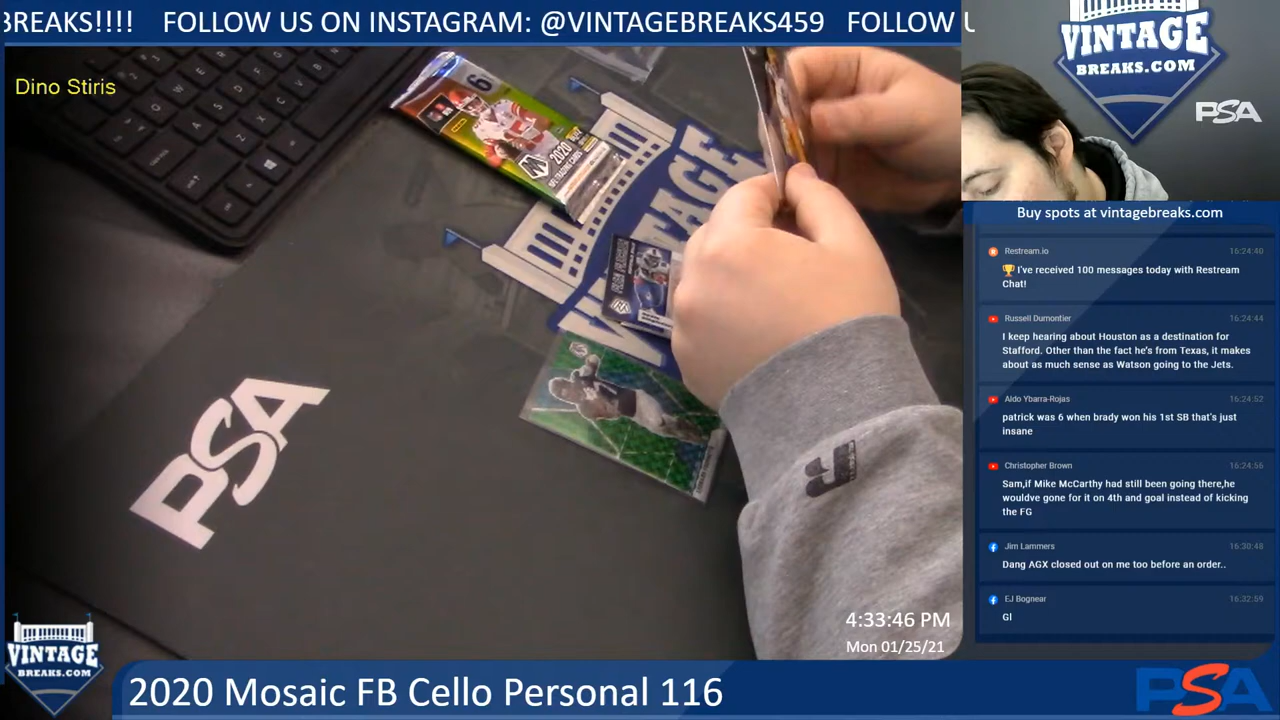 BREAKS!!!! FOLLOW US ON INSTAGRAM: @VINTAGEBREAKS459 FOLLOW U
Dino Stiris
VINTAGE
BREAKS.COM
PSA
Buy spots at vintagebreaks.com
Restream.io 16:24:40
🏆 I've received 100 messages today with Restream
Chat!
Russell Dumontier 16:24:44
I keep hearing about Houston as a destination for
Stafford. Other than the fact he's from Texas, it makes
about as much sense as Watson going to the Jets.
Aldo Ybarra-Rojas 16:24:52
patrick was 6 when brady won his 1st SB that's just
insane
Christopher Brown 16:24:56
Sam,if Mike McCarthy had still been going there,he
wouldve gone for it on 4th and goal instead of kicking
the FG
Jim Lammers 16:30:48
Dang AGX closed out on me too before an order..
EJ Bognear 16:32:59
Gl
6
2020
VINTAGE
PSA
4:33:46 PM
Mon 01/25/21
VINTAGE
BREAKS.COM
2020 Mosaic FB Cello Personal 116
PSA